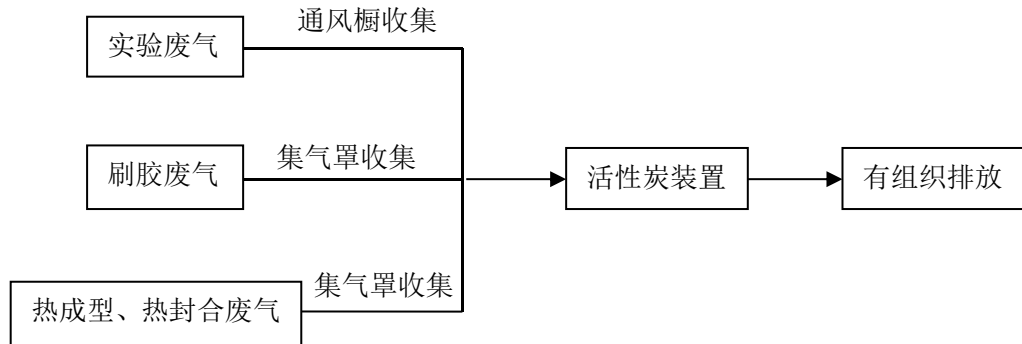 通风橱收集
实验废气
集气罩收集
刷胶废气
活性炭装置
有组织排放
集气罩收集
热成型、热封合废气